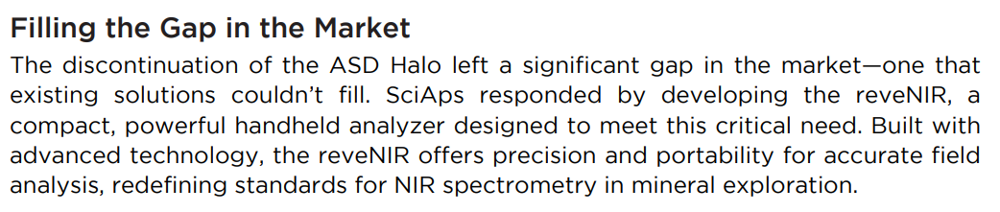 Filling the Gap in the Market
The discontinuation of the ASD Halo left a significant gap in the market—one that
existing solutions couldn’t fill. SciAps responded by developing the reveNIR, a
compact, powerful handheld analyzer designed to meet this critical need. Built with
advanced technology, the reveNIR offers precision and portability for accurate field
analysis, redefining standards for NIR spectrometry in mineral exploration.